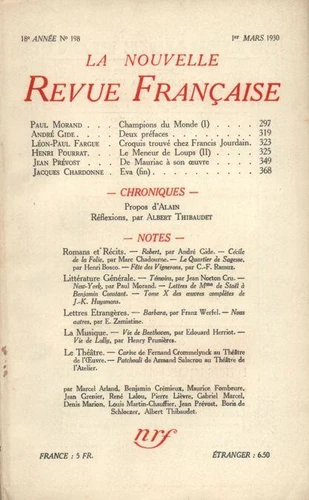 18e ANNÉE No 198 1er MARS 1930
LA NOUVELLE
REVUE FRANÇAISE
PAUL MORAND . . . Champions du Monde (I) . . . . . 297
ANDRÉ GIDE . . . . Deux préfaces . . . . . . . . 319
LÉON-PAUL FARGUE . Croquis trouvé chez Francis Jourdain. 323
HENRI POURRAT. . . Le Meneur de Loups (II) . . . . . 325
JEAN PRÉVOST . . . De Mauriac à son œuvre . . . . . 349
JACQUES CHARDONNE . Eva (fin) . . . . . . . . . . 368
— CHRONIQUES —
Propos d'ALAIN
Réflexions, par ALBERT THIBAUDET
— NOTES —
Romans et Récits. — Robert, par André Gide. — Cécile
de la Folie, par Marc Chadourne. — Le Quartier de Sagesse,
par Henri Bosco. — Fête des Vignerons, par C.-F. Ramuz.
Littérature Générale. — Témoins, par Jean Norton Cru. —
New-York, par Paul Morand. — Lettres de Mme de Staël à
Benjamin Constant. — Tome X des œuvres complètes de
J.-K. Huysmans.
Lettres Etrangères. — Barbara, par Franz Werfel. — Nous
autres, par E. Zamiatine.
La Musique. — Vie de Beethoven, par Edouard Herriot. —
Vie de Lully, par Henry Prunières.
Le Théâtre. — Carine de Fernand Crommelynck au Théâtre
de l'Œuvre. — Patchouli de Armand Salacrou au Théâtre de
l'Atelier.
par Marcel Arland, Benjamin Crémieux, Maurice Fombeure,
Jean Grenier, René Lalou, Pierre Lièvre, Gabriel Marcel,
Denis Marion, Louis Martin-Chauffier, Jean Prévost, Boris de
Schlœzer, Albert Thibaudet.
nrf
FRANCE : 5 FR. ÉTRANGER : 6.50